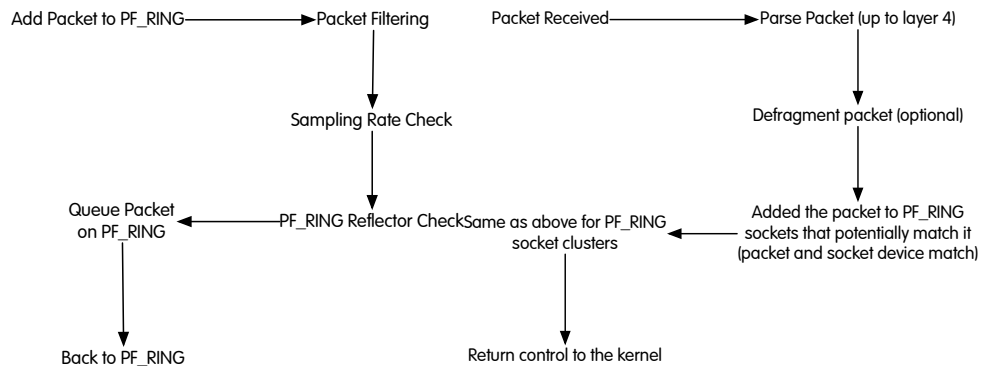 Add Packet to PF_RING
Packet Filtering
Sampling Rate Check
PF_RING Reflector Check
Queue Packet
on PF_RING
Back to PF_RING
Packet Received
Parse Packet (up to layer 4)
Defragment packet (optional)
Added the packet to PF_RING
sockets that potentially match it
(packet and socket device match)
Same as above for PF_RING
socket clusters
Return control to the kernel